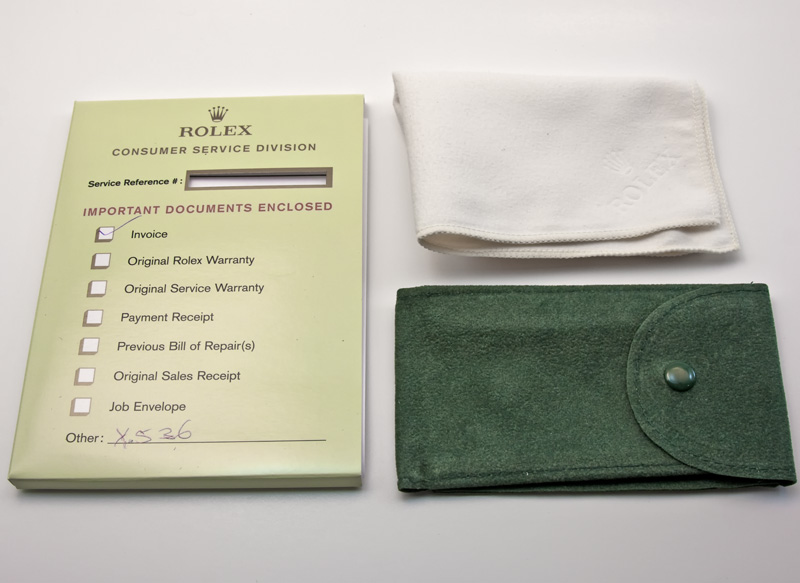 ROLEX
CONSUMER SERVICE DIVISION
Service Reference # :
IMPORTANT DOCUMENTS ENCLOSED
Invoice
Original Rolex Warranty
Original Service Warranty
Payment Receipt
Previous Bill of Repair(s)
Original Sales Receipt
Job Envelope
Other: X.536
ROLEX